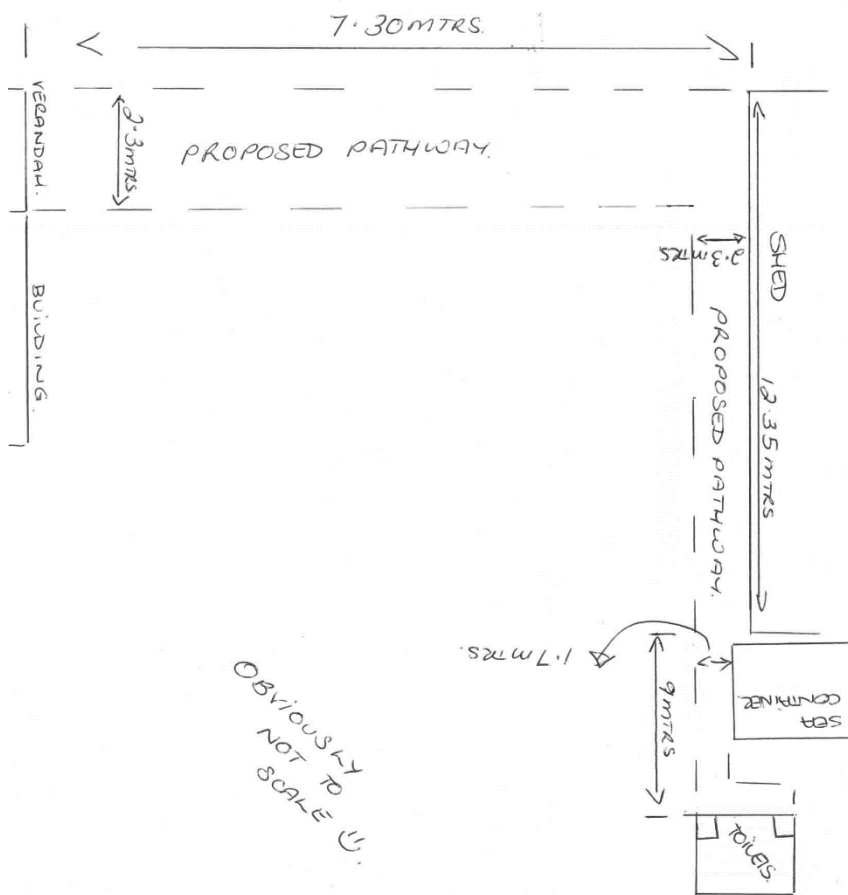 7.30MTRS.
VERANDAH.
2.3MTRS
PROPOSED PATHWAY.
BUILDING.
2.3MTRS
SHED
12.35MTRS
PROPOSED PATHWAY.
1.7MTRS.
9MTRS
SEA
CONTAINER.
TOILETS.
OBVIOUSLY
NOT TO
SCALE